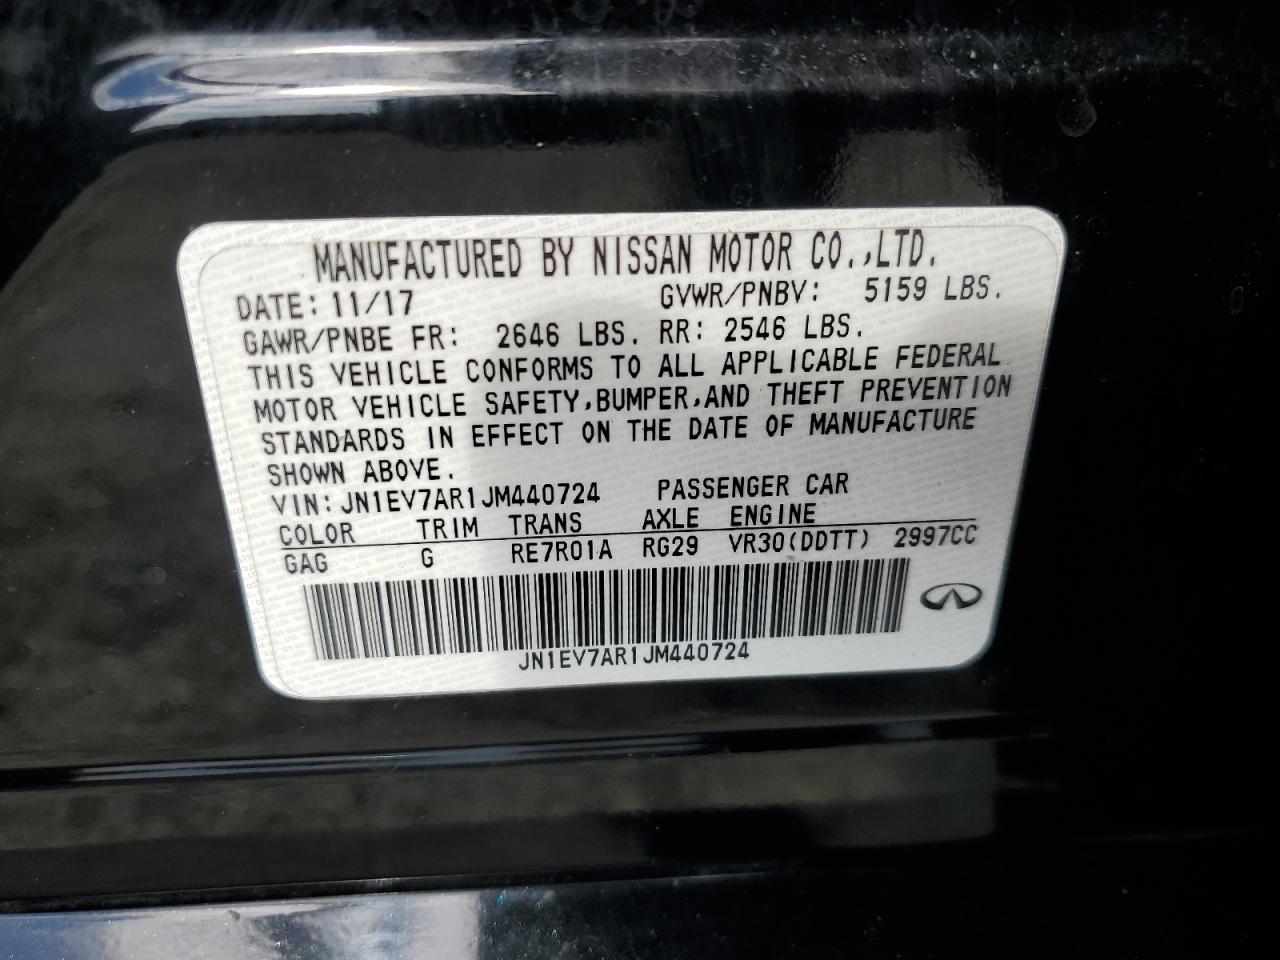 MANUFACTURED BY NISSAN MOTOR CO.,LTD.
DATE: 11/17 GVWR/PNBV: 5159 LBS.
GAWR/PNBE FR: 2646 LBS. RR: 2546 LBS.
THIS VEHICLE CONFORMS TO ALL APPLICABLE FEDERAL
MOTOR VEHICLE SAFETY,BUMPER,AND THEFT PREVENTION
STANDARDS IN EFFECT ON THE DATE OF MANUFACTURE
SHOWN ABOVE.
VIN:JN1EV7AR1JM440724 PASSENGER CAR
COLOR TRIM TRANS AXLE ENGINE
GAG G RE7R01A RG29 VR30(DDTT) 2997CC
JN1EV7AR1JM440724